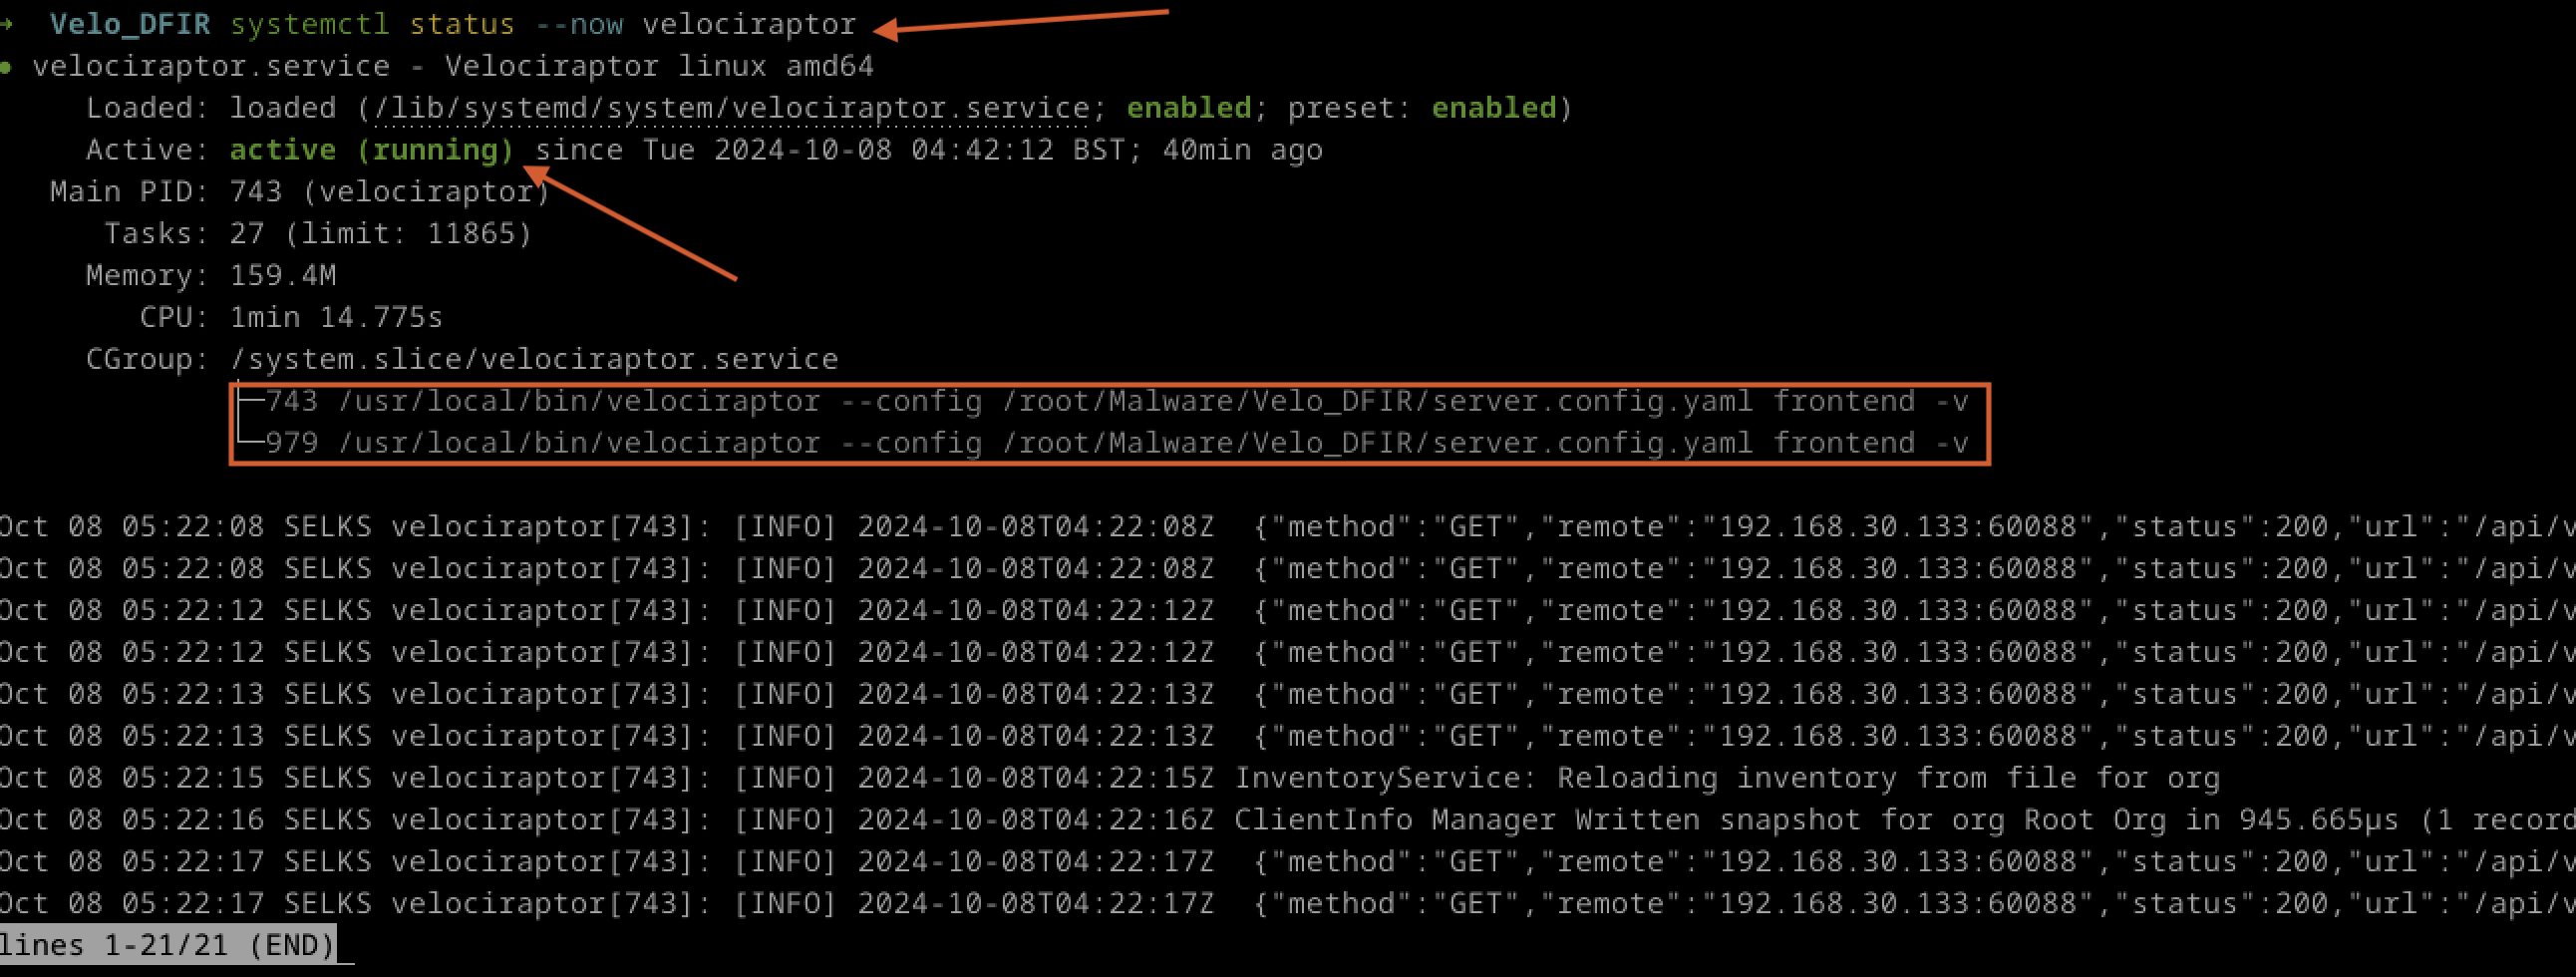 →  Velo_DFIR systemctl status --now velociraptor
● velociraptor.service - Velociraptor linux amd64
Loaded: loaded (/lib/systemd/system/velociraptor.service; enabled; preset: enabled)
Active: active (running) since Tue 2024-10-08 04:42:12 BST; 40min ago
Main PID: 743 (velociraptor)
Tasks: 27 (limit: 11865)
Memory: 159.4M
CPU: 1min 14.775s
CGroup: /system.slice/velociraptor.service
├─743 /usr/local/bin/velociraptor --config /root/Malware/Velo_DFIR/server.config.yaml frontend -v
└─979 /usr/local/bin/velociraptor --config /root/Malware/Velo_DFIR/server.config.yaml frontend -v
Oct 08 05:22:08 SELKS velociraptor[743]: [INFO] 2024-10-08T04:22:08Z  {"method":"GET","remote":"192.168.30.133:60088","status":200,"url":"/api/v
Oct 08 05:22:08 SELKS velociraptor[743]: [INFO] 2024-10-08T04:22:08Z  {"method":"GET","remote":"192.168.30.133:60088","status":200,"url":"/api/v
Oct 08 05:22:12 SELKS velociraptor[743]: [INFO] 2024-10-08T04:22:12Z  {"method":"GET","remote":"192.168.30.133:60088","status":200,"url":"/api/v
Oct 08 05:22:12 SELKS velociraptor[743]: [INFO] 2024-10-08T04:22:12Z  {"method":"GET","remote":"192.168.30.133:60088","status":200,"url":"/api/v
Oct 08 05:22:13 SELKS velociraptor[743]: [INFO] 2024-10-08T04:22:13Z  {"method":"GET","remote":"192.168.30.133:60088","status":200,"url":"/api/v
Oct 08 05:22:13 SELKS velociraptor[743]: [INFO] 2024-10-08T04:22:13Z  {"method":"GET","remote":"192.168.30.133:60088","status":200,"url":"/api/v
Oct 08 05:22:15 SELKS velociraptor[743]: [INFO] 2024-10-08T04:22:15Z InventoryService: Reloading inventory from file for org
Oct 08 05:22:16 SELKS velociraptor[743]: [INFO] 2024-10-08T04:22:16Z ClientInfo Manager Written snapshot for org Root Org in 945.665µs (1 record
Oct 08 05:22:17 SELKS velociraptor[743]: [INFO] 2024-10-08T04:22:17Z  {"method":"GET","remote":"192.168.30.133:60088","status":200,"url":"/api/v
Oct 08 05:22:17 SELKS velociraptor[743]: [INFO] 2024-10-08T04:22:17Z  {"method":"GET","remote":"192.168.30.133:60088","status":200,"url":"/api/v
lines 1-21/21 (END)